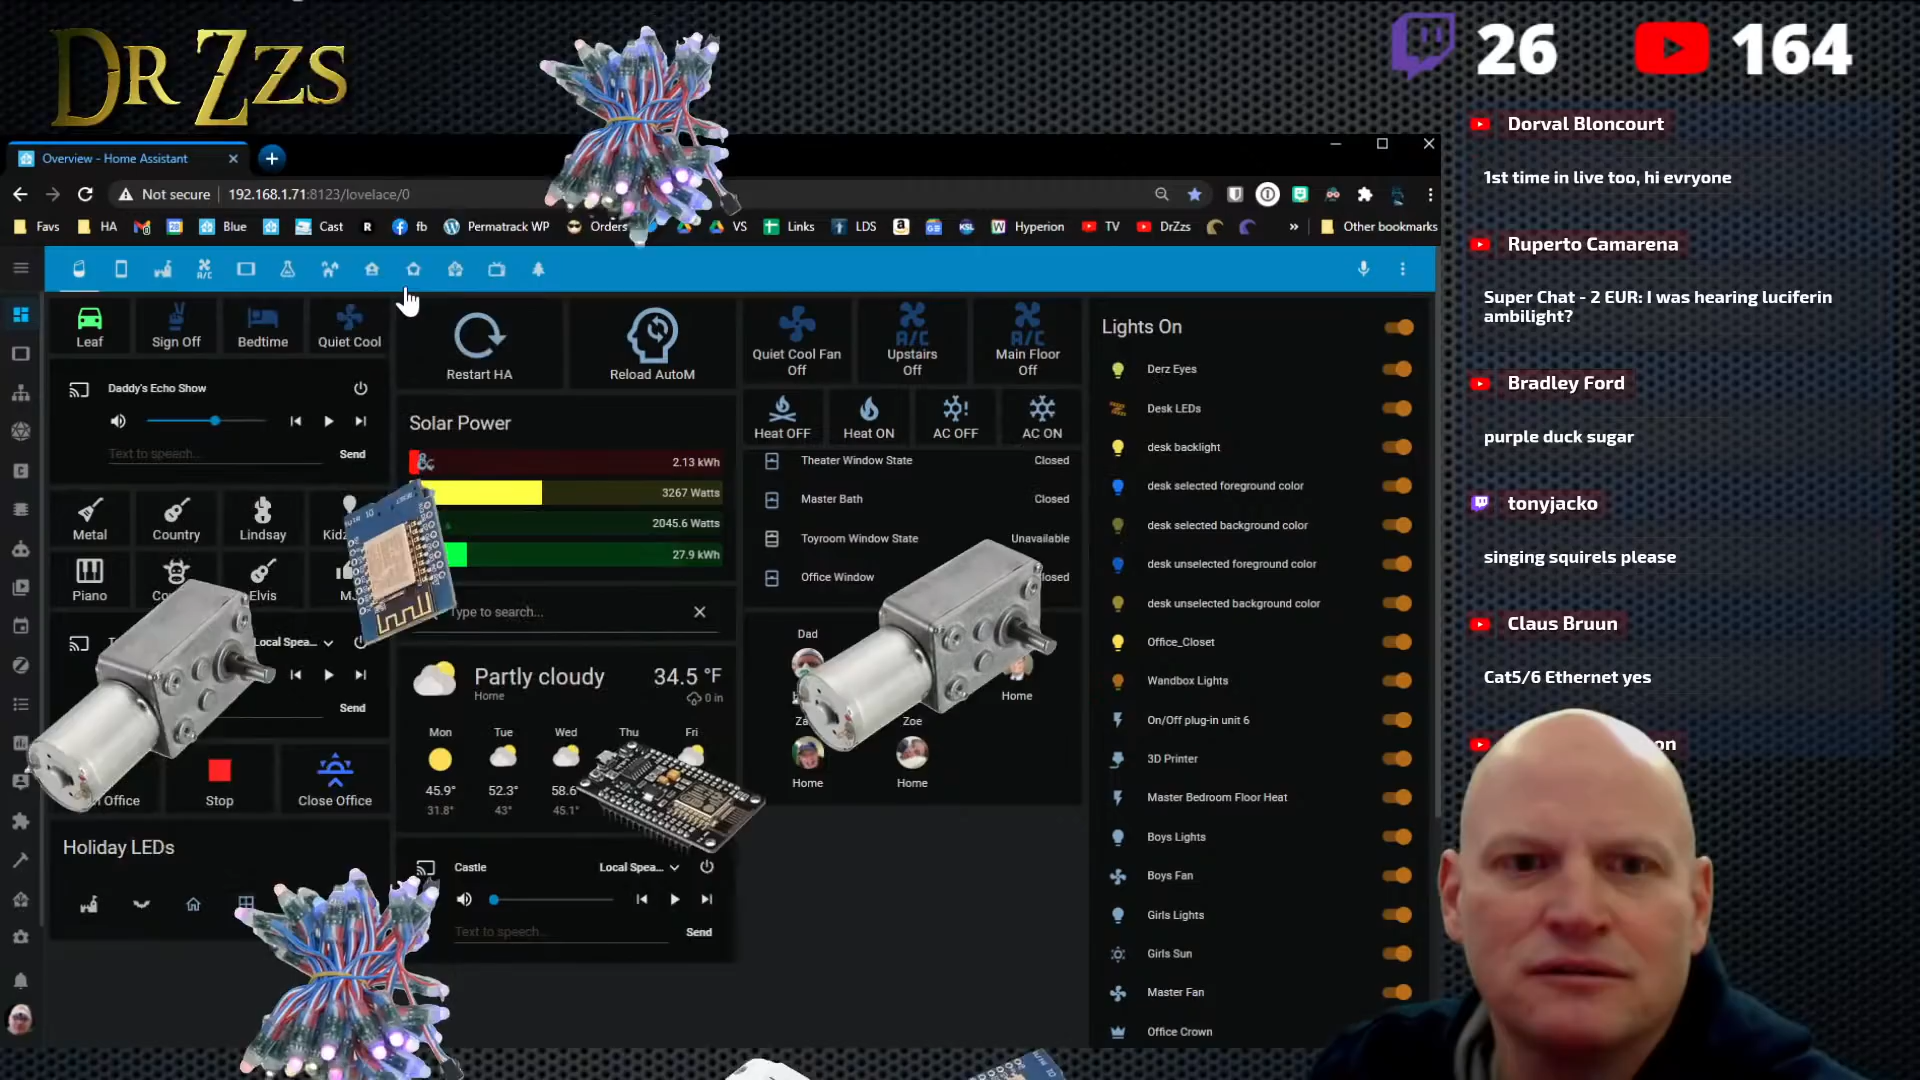 DR ZZS
26
164
Overview - Home Assistant
Not secure
192.168.1.71:8123/lovelace/0
Favs
HA
Blue
Cast
R
fb
Permatrack WP
Orders
VS
Links
LDS
Hyperion
TV
DrZzs
»
Other bookmarks
A/C
Leaf
Sign Off
Bedtime
Quiet Cool
Daddy's Echo Show
Text to speech...
Send
Metal
Country
Lindsay
Piano
Elvis
Local Spea...
Send
Office
Stop
Close Office
Holiday LEDs
Restart HA
Reload AutoM
Solar Power
2.13 kWh
3267 Watts
2045.6 Watts
27.9 kWh
Type to search...
Partly cloudy
Home
34.5 °F
0 in
Mon
Tue
Wed
Thu
Fri
45.9°
52.3°
58.6°
31.8°
43°
45.1°
Castle
Local Spea...
Text to speech...
Send
Quiet Cool Fan
Off
A/C
Upstairs
Off
A/C
Main Floor
Off
Heat OFF
Heat ON
AC OFF
AC ON
Theater Window State
Closed
Master Bath
Closed
Toyroom Window State
Unavailable
Office Window
Dad
Home
Zoe
Home
Home
Lights On
Derz Eyes
Desk LEDs
desk backlight
desk selected foreground color
desk selected background color
desk unselected foreground color
desk unselected background color
Office_Closet
Wandbox Lights
On/Off plug-in unit 6
3D Printer
Master Bedroom Floor Heat
Boys Lights
Boys Fan
Girls Lights
Girls Sun
Master Fan
Office Crown
Dorval Bloncourt
1st time in live too, hi evryone
Ruperto Camarena
Super Chat - 2 EUR: I was hearing luciferin
ambilight?
Bradley Ford
purple duck sugar
tonyjacko
singing squirrels please
Claus Bruun
Cat5/6 Ethernet yes
on